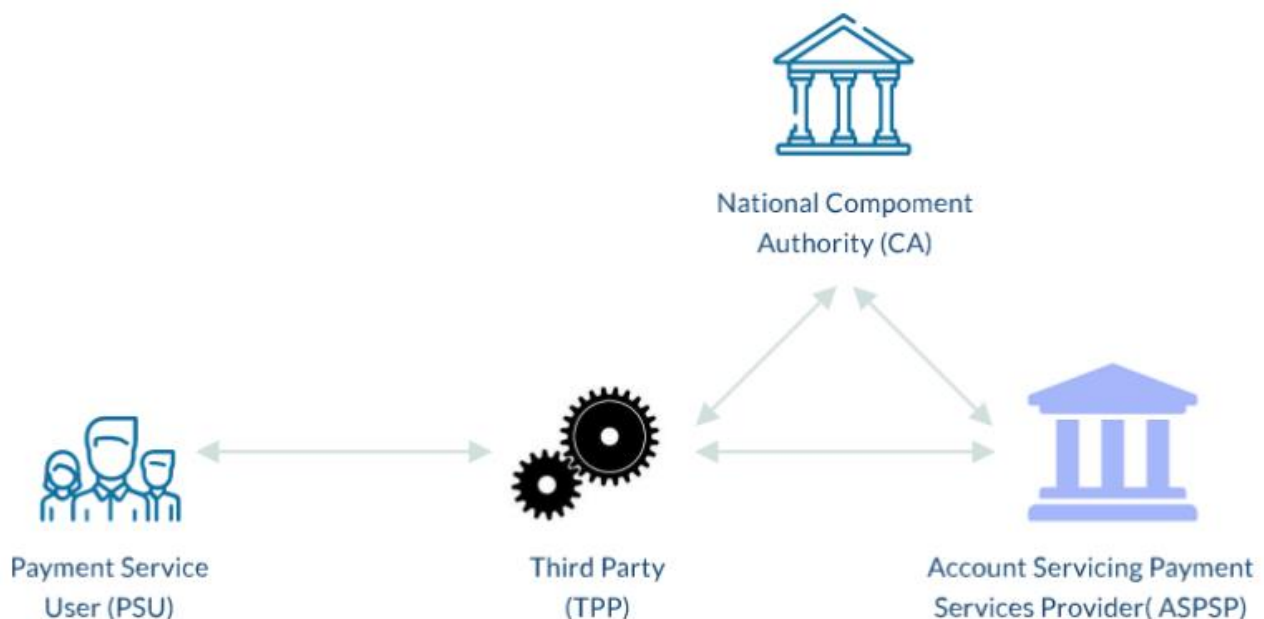 National Compoment
Authority (CA)
Payment Service
User (PSU)
Third Party
(TPP)
Account Servicing Payment
Services Provider( ASPSP)